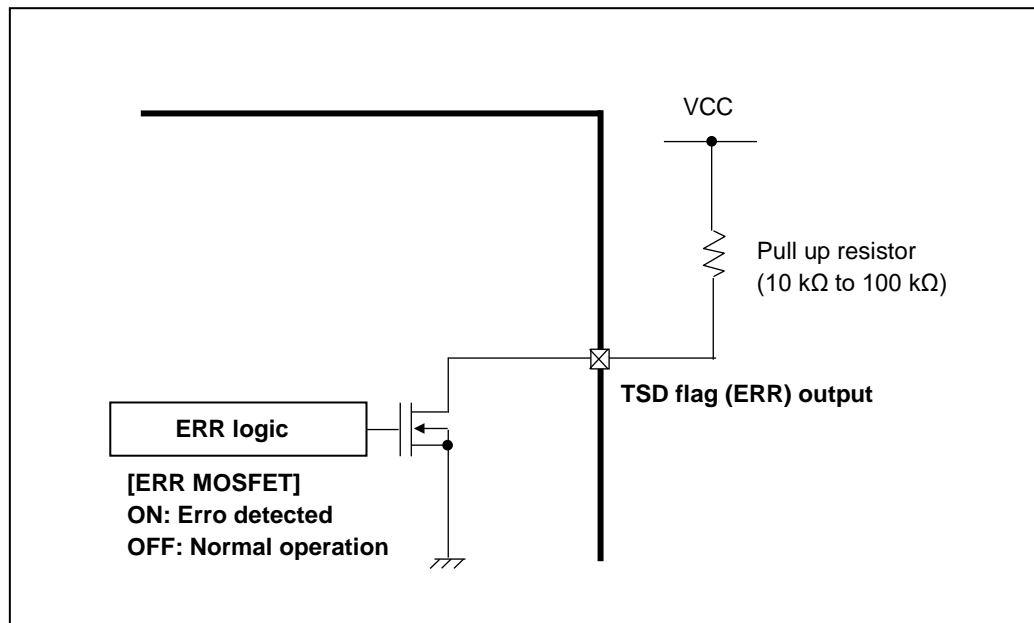 VCC
Pull up resistor
(10 kΩ to 100 kΩ)
TSD flag (ERR) output
ERR logic
[ERR MOSFET]
ON: Erro detected
OFF: Normal operation